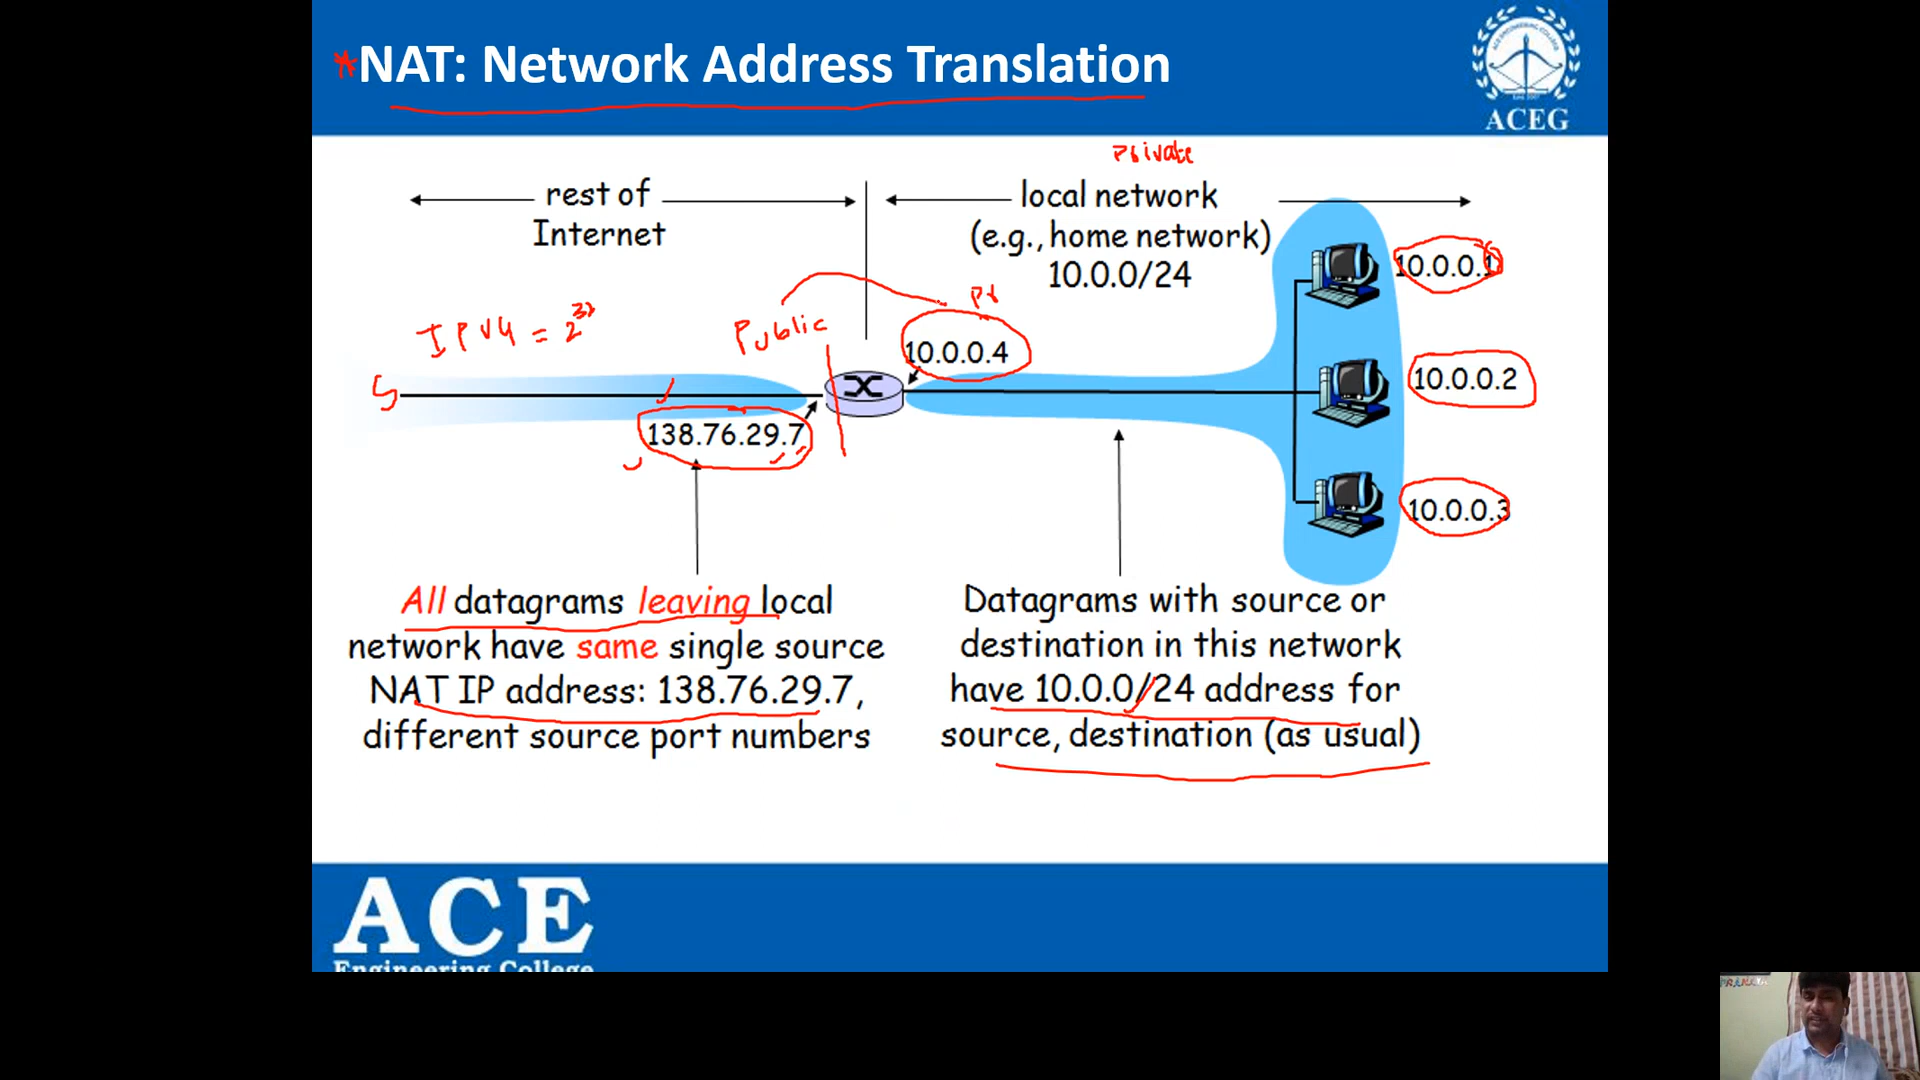 *NAT: Network Address Translation
ACEG
Private
rest of
Internet
local network
(e.g., home network)
10.0.0/24
10.0.0.1
IPV4 = 2^32
Public
Pr
10.0.0.4
10.0.0.2
138.76.29.7
10.0.0.3
All datagrams leaving local
network have same single source
NAT IP address: 138.76.29.7,
different source port numbers
Datagrams with source or
destination in this network
have 10.0.0/24 address for
source, destination (as usual)
ACE
Engineering College